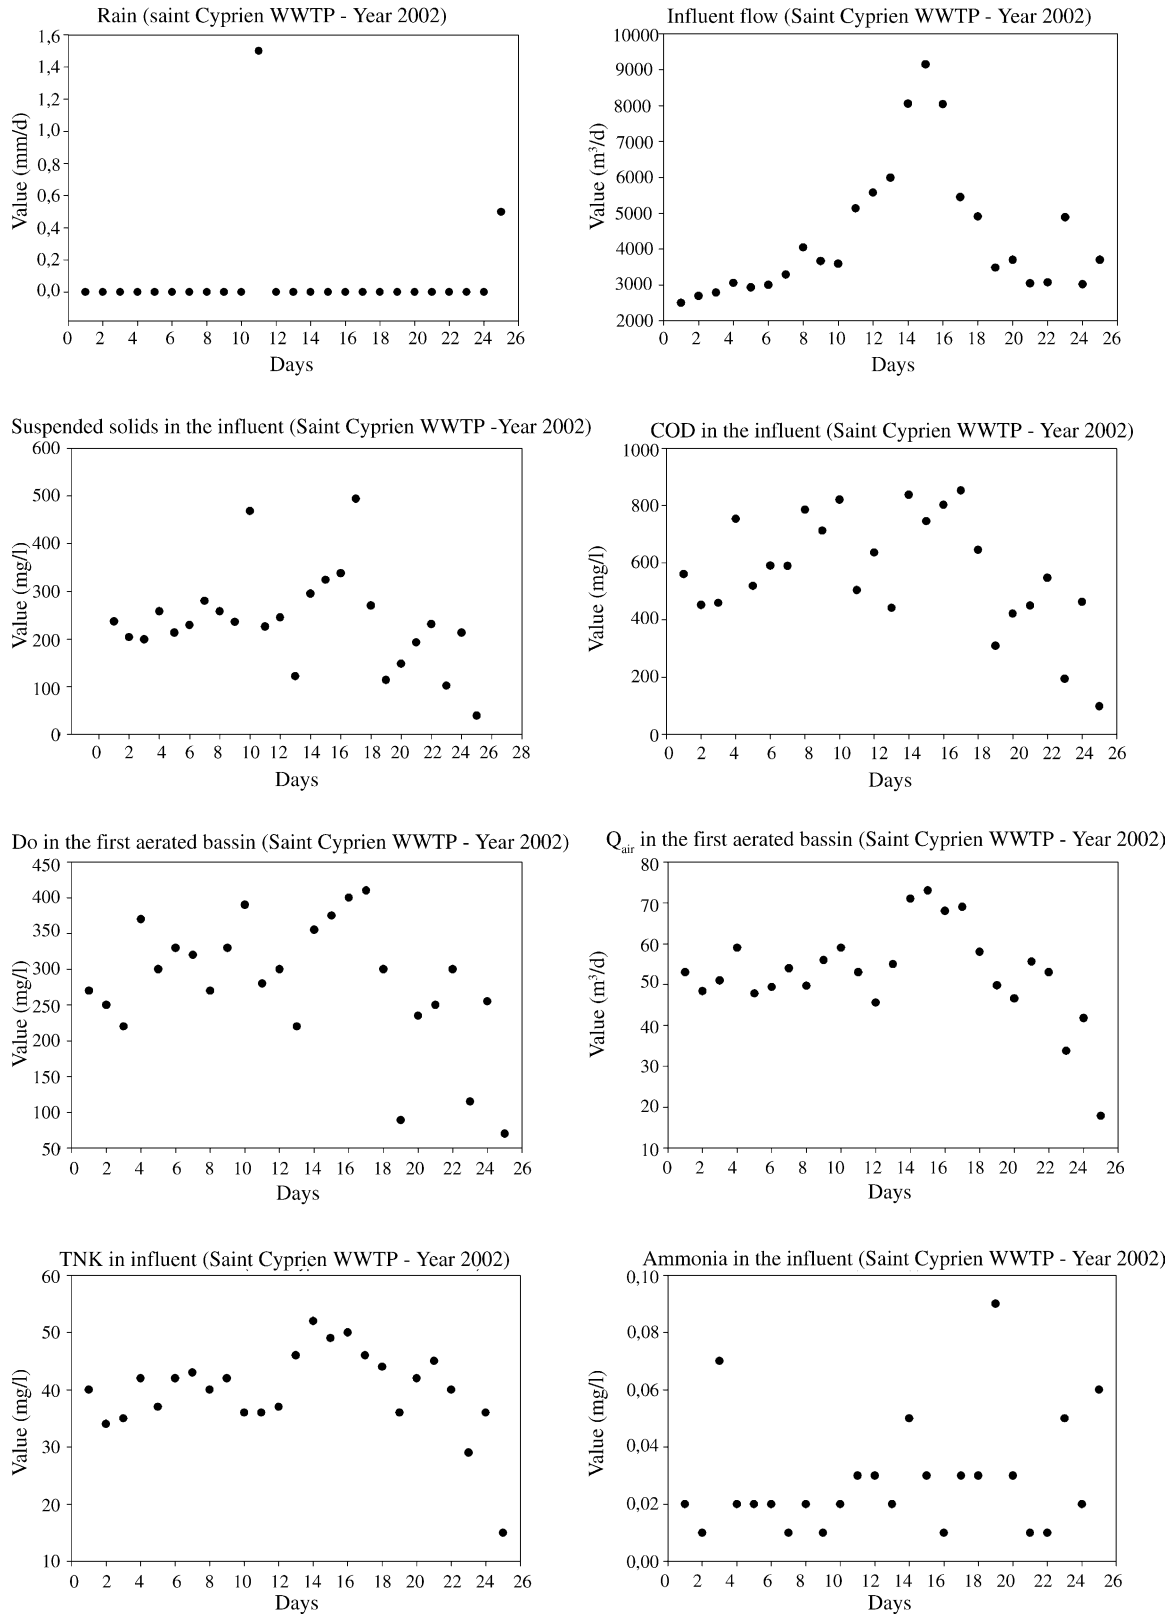 Rain (saint Cyprien WWTP - Year 2002)
1,6
1,4
1,2
1,0
0,8
0,6
0,4
0,2
0,0
Value (mm/d)
0 2 4 6 8 10 12 14 16 18 20 22 24 26
Days
Influent flow (Saint Cyprien WWTP - Year 2002)
10000
9000
8000
7000
6000
5000
4000
3000
2000
Value (m³/d)
0 2 4 6 8 10 12 14 16 18 20 22 24 26
Days
Suspended solids in the influent (Saint Cyprien WWTP -Year 2002)
600
500
400
300
200
100
0
Value (mg/l)
0 2 4 6 8 10 12 14 16 18 20 22 24 26 28
Days
COD in the influent (Saint Cyprien WWTP - Year 2002)
1000
800
600
400
200
0
Value (mg/l)
0 2 4 6 8 10 12 14 16 18 20 22 24 26
Days
Do in the first aerated bassin (Saint Cyprien WWTP - Year 2002)
450
400
350
300
250
200
150
100
50
Value (mg/l)
0 2 4 6 8 10 12 14 16 18 20 22 24 26
Days
Qair in the first aerated bassin (Saint Cyprien WWTP - Year 2002)
80
70
60
50
40
30
20
10
Value (m³/d)
0 2 4 6 8 10 12 14 16 18 20 22 24 26
Days
TNK in influent (Saint Cyprien WWTP - Year 2002)
60
50
40
30
20
10
Value (mg/l)
0 2 4 6 8 10 12 14 16 18 20 22 24 26
Days
Ammonia in the influent (Saint Cyprien WWTP - Year 2002)
0,10
0,08
0,06
0,04
0,02
0,00
Value (mg/l)
0 2 4 6 8 10 12 14 16 18 20 22 24 26
Days